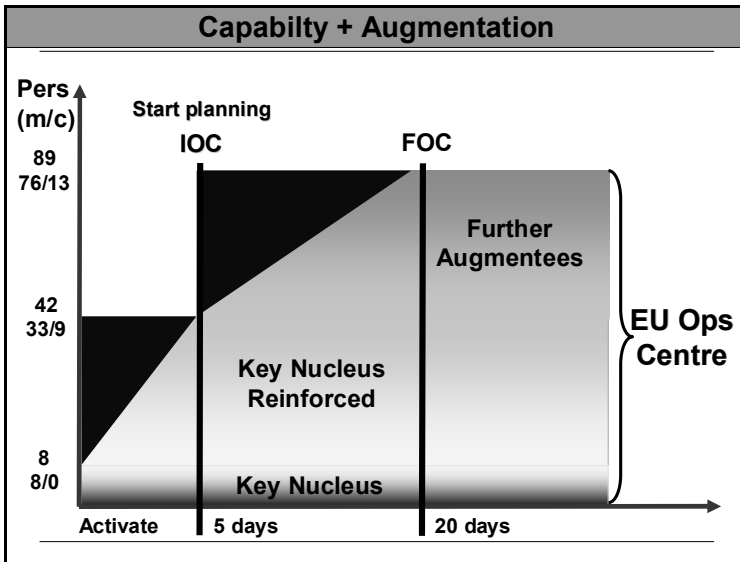 Capabilty + Augmentation
Pers
(m/c)
Start planning
IOC
FOC
89
76/13
Further
Augmentees
42
33/9
EU Ops
Centre
Key Nucleus
Reinforced
8
8/0
Key Nucleus
Activate
5 days
20 days